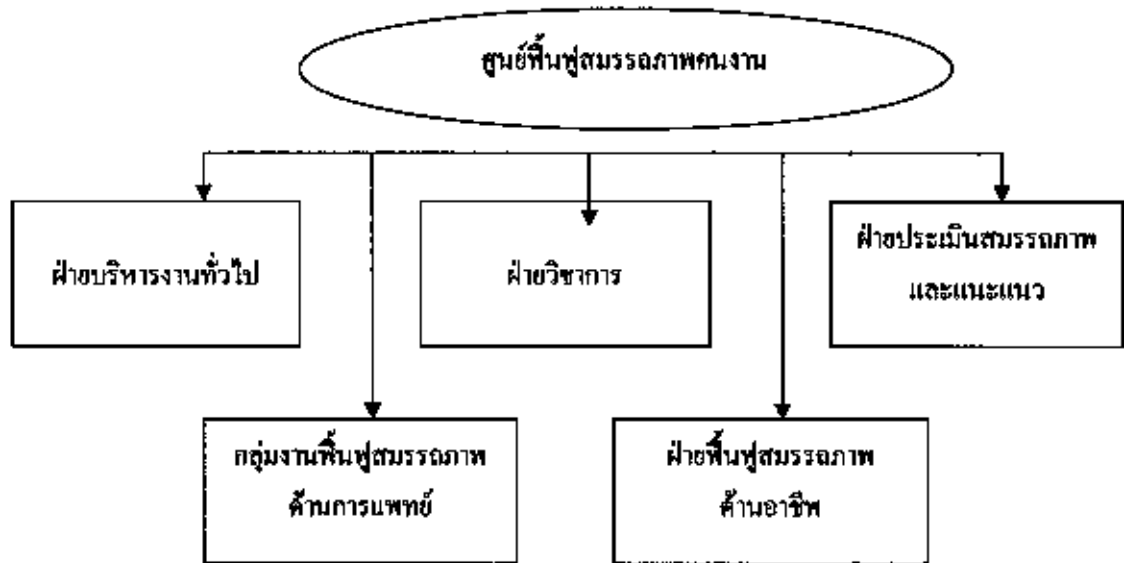 ศูนย์ฟื้นฟูสมรรถภาพคนงาน
ฝ่ายบริหารงานทั่วไป
ฝ่ายวิชาการ
ฝ่ายประเมินสมรรถภาพ
และแนะแนว
กลุ่มงานฟื้นฟูสมรรถภาพ
ด้านการแพทย์
ฝ่ายฟื้นฟูสมรรถภาพ
ด้านอาชีพ